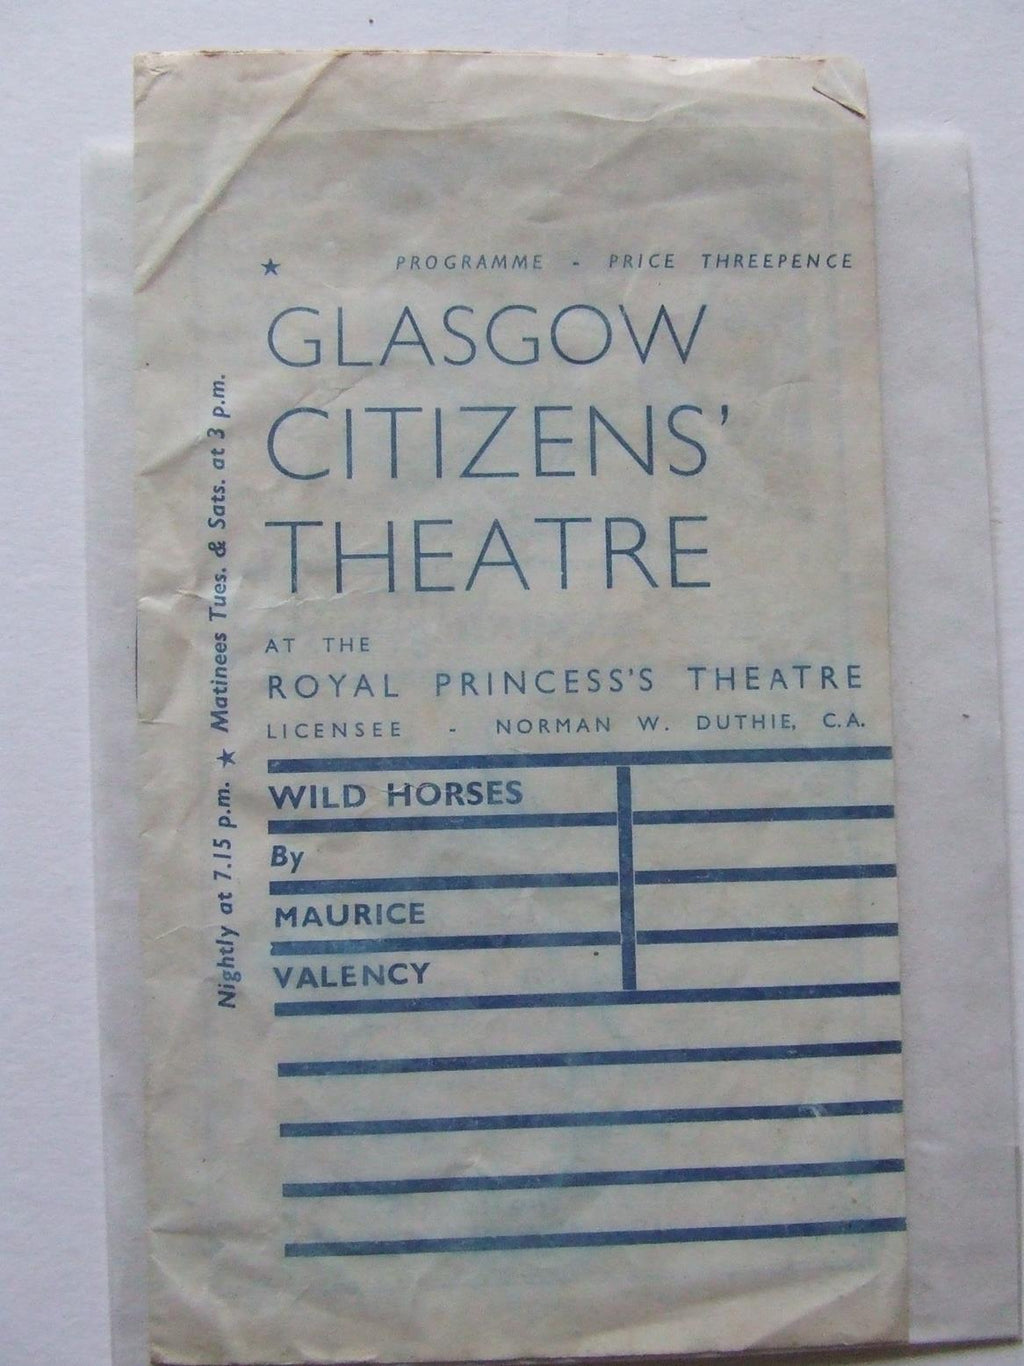 ★ PROGRAMME - PRICE THREEPENCE
GLASGOW
CITIZENS'
THEATRE
AT THE
ROYAL PRINCESS'S THEATRE
LICENSEE - NORMAN W. DUTHIE, C.A.
WILD HORSES
By
MAURICE
VALENCY
Nightly at 7.15 p.m. ★ Matinees Tues. & Sats. at 3 p.m.